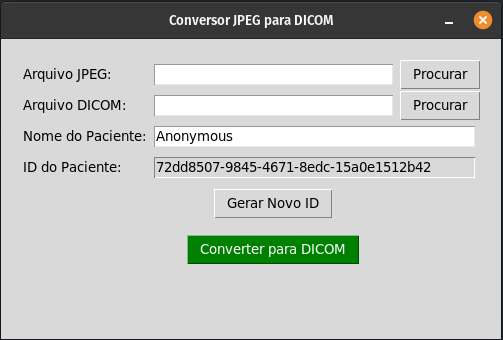 Conversor JPEG para DICOM
Arquivo JPEG: Procurar
Arquivo DICOM: Procurar
Nome do Paciente: Anonymous
ID do Paciente: 72dd8507-9845-4671-8edc-15a0e1512b42
Gerar Novo ID
Converter para DICOM